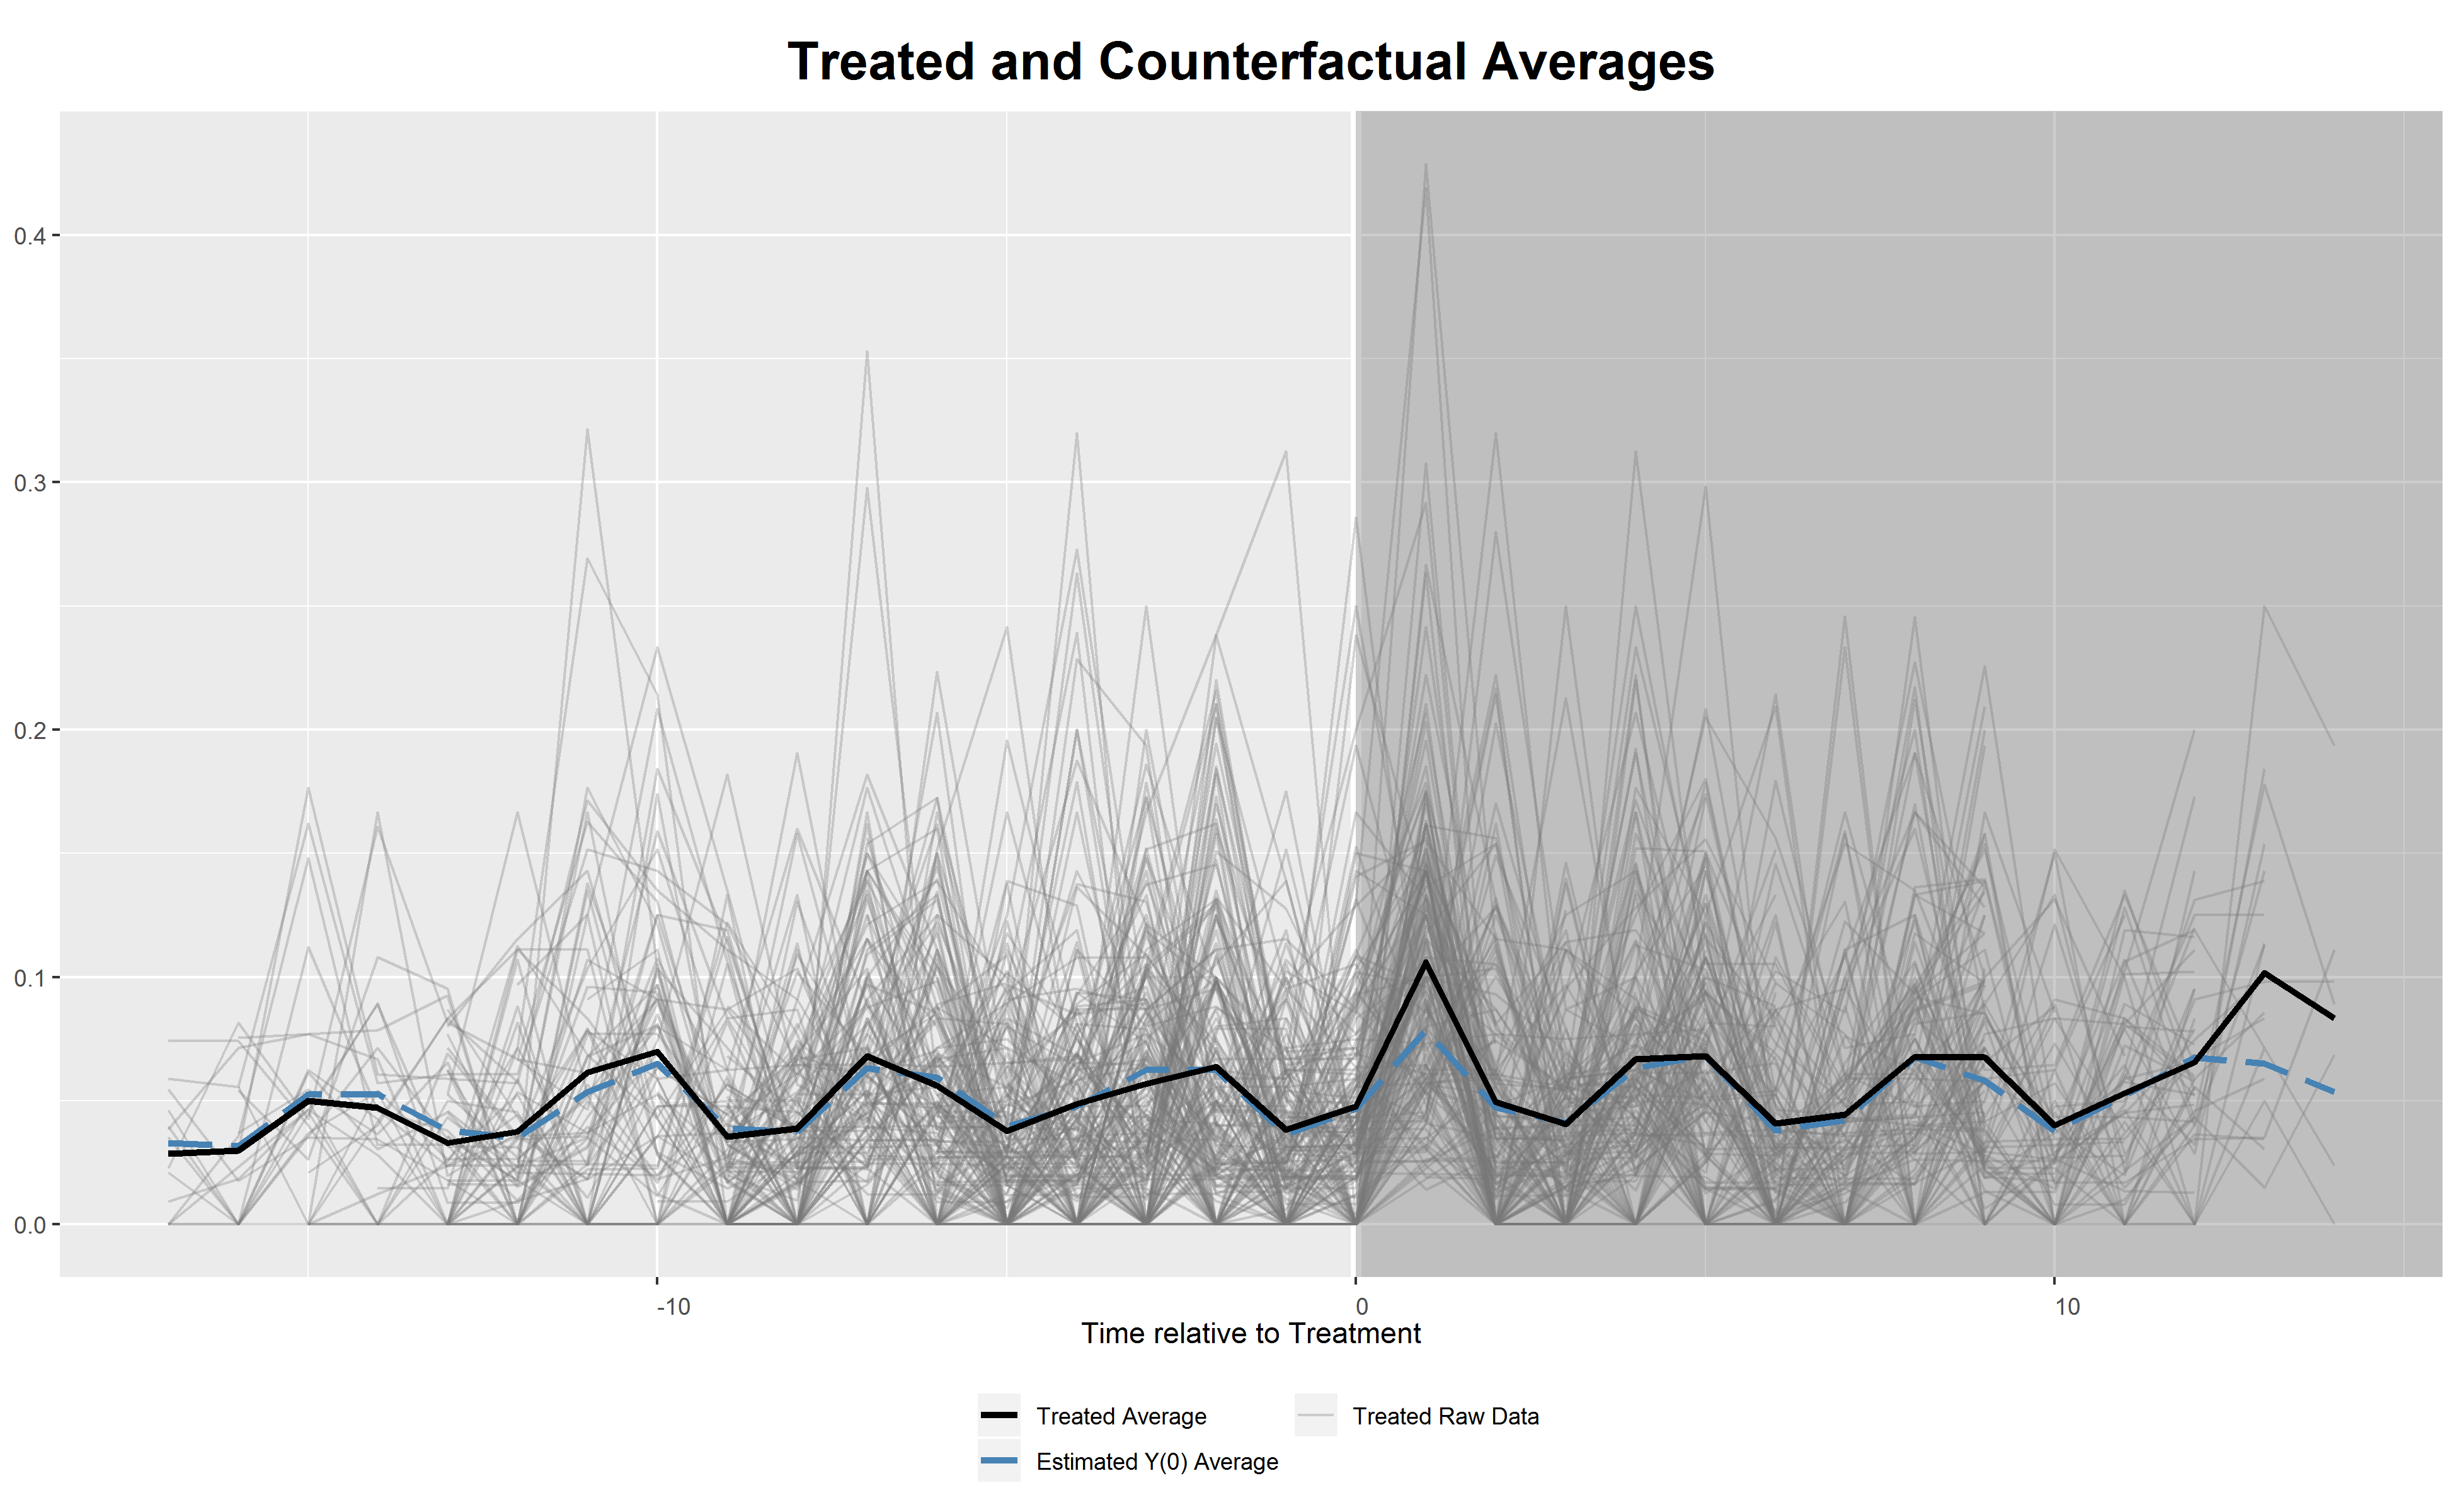 Treated and Counterfactual Averages
0.4
0.3
0.2
0.1
0.0
-10 0 10
Time relative to Treatment
Treated Average Treated Raw Data
Estimated Y(0) Average